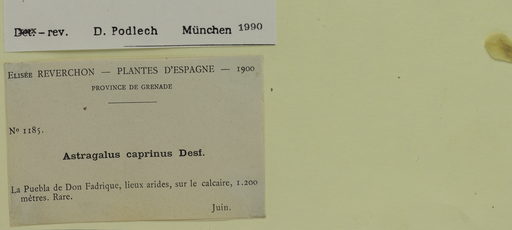 Det.-rev. D. Podlech München 1990
Elisée REVERCHON — PLANTES D'ESPAGNE — 1900
PROVINCE DE GRENADE
Nº 1185.
Astragalus caprinus Desf.
La Puebla de Don Fadrique, lieux arides, sur le calcaire, 1.200
mètres. Rare.
Juin.